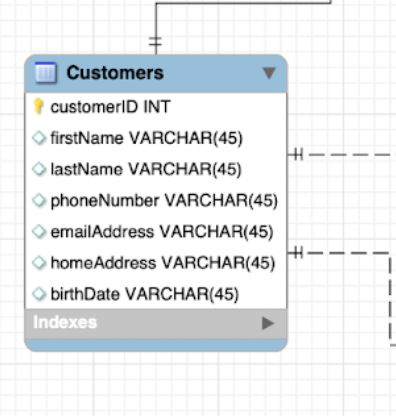 Customers
customerID INT
firstName VARCHAR(45)
lastName VARCHAR(45)
phoneNumber VARCHAR(45)
emailAddress VARCHAR(45)
homeAddress VARCHAR(45)
birthDate VARCHAR(45)
Indexes